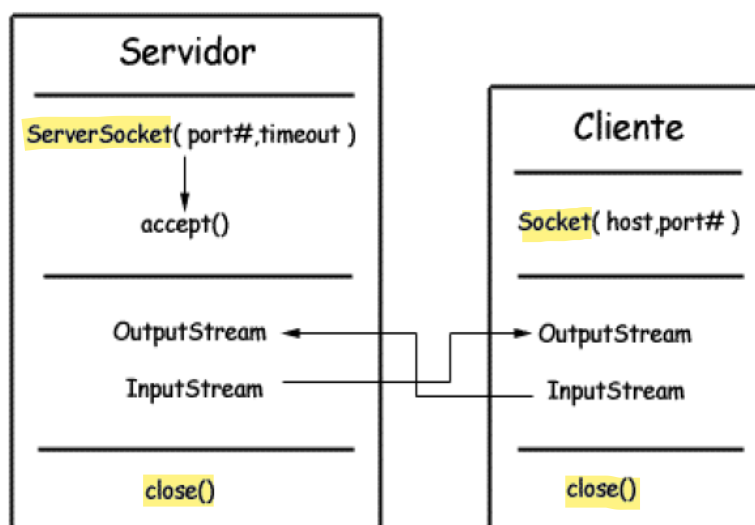 Servidor
ServerSocket( port#,timeout )
accept()
OutputStream
InputStream
close()
Cliente
Socket( host,port# )
OutputStream
InputStream
close()